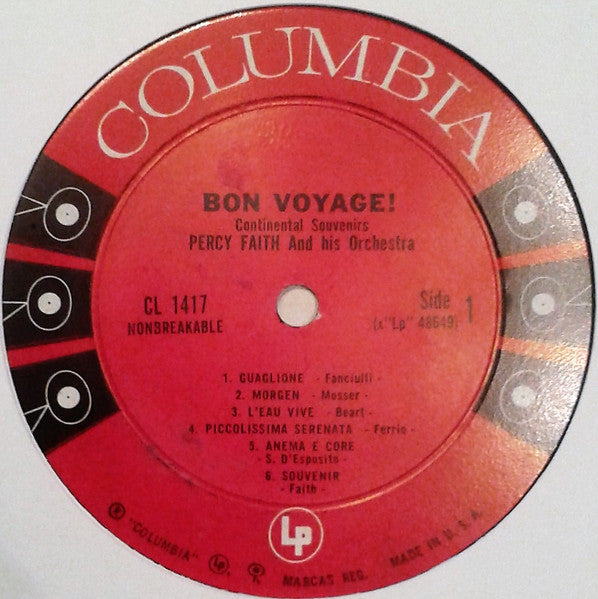 COLUMBIA
BON VOYAGE!
Continental Souvenirs
PERCY FAITH And his Orchestra
CL 1417
NONBREAKABLE
Side 1
(x"Lp" 48649)
1. GUAGLIONE - Fanciulli -
2. MORGEN - Mosser -
3. L'EAU VIVE - Beart -
4. PICCOLISSIMA SERENATA - Ferrio -
5. ANEMA E CORE
- S. D'Esposito -
6. SOUVENIR
- Faith -
Lp
® "COLUMBIA" MARCAS REG. MADE IN U.S.A.